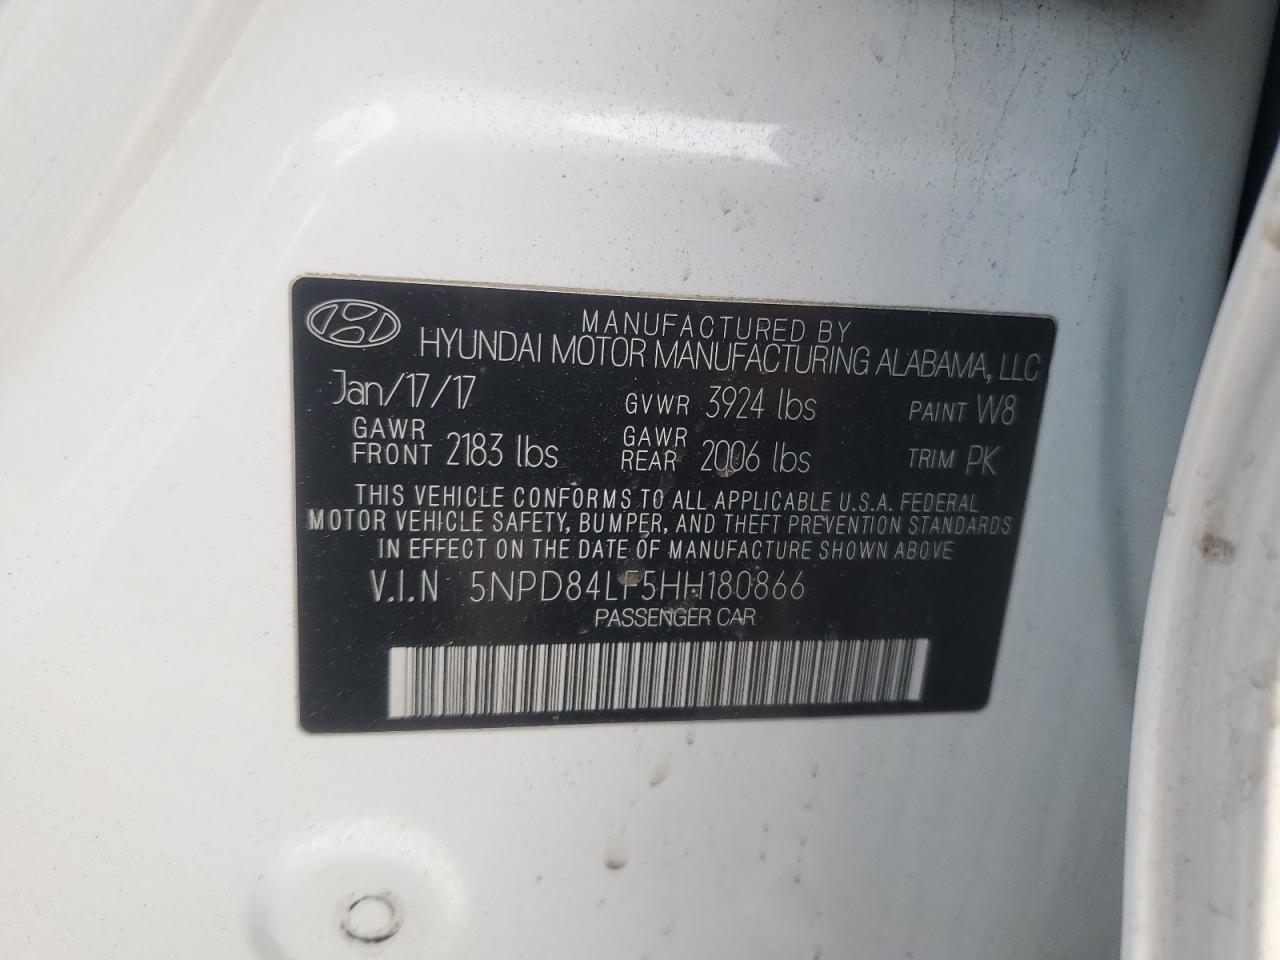 MANUFACTURED BY
HYUNDAI MOTOR MANUFACTURING ALABAMA, LLC
Jan/17/17 GVWR 3924 lbs PAINT W8
GAWR FRONT 2183 lbs GAWR REAR 2006 lbs TRIM PK
THIS VEHICLE CONFORMS TO ALL APPLICABLE U.S.A. FEDERAL
MOTOR VEHICLE SAFETY, BUMPER, AND THEFT PREVENTION STANDARDS
IN EFFECT ON THE DATE OF MANUFACTURE SHOWN ABOVE
V.I.N 5NPD84LF5HH180866
PASSENGER CAR